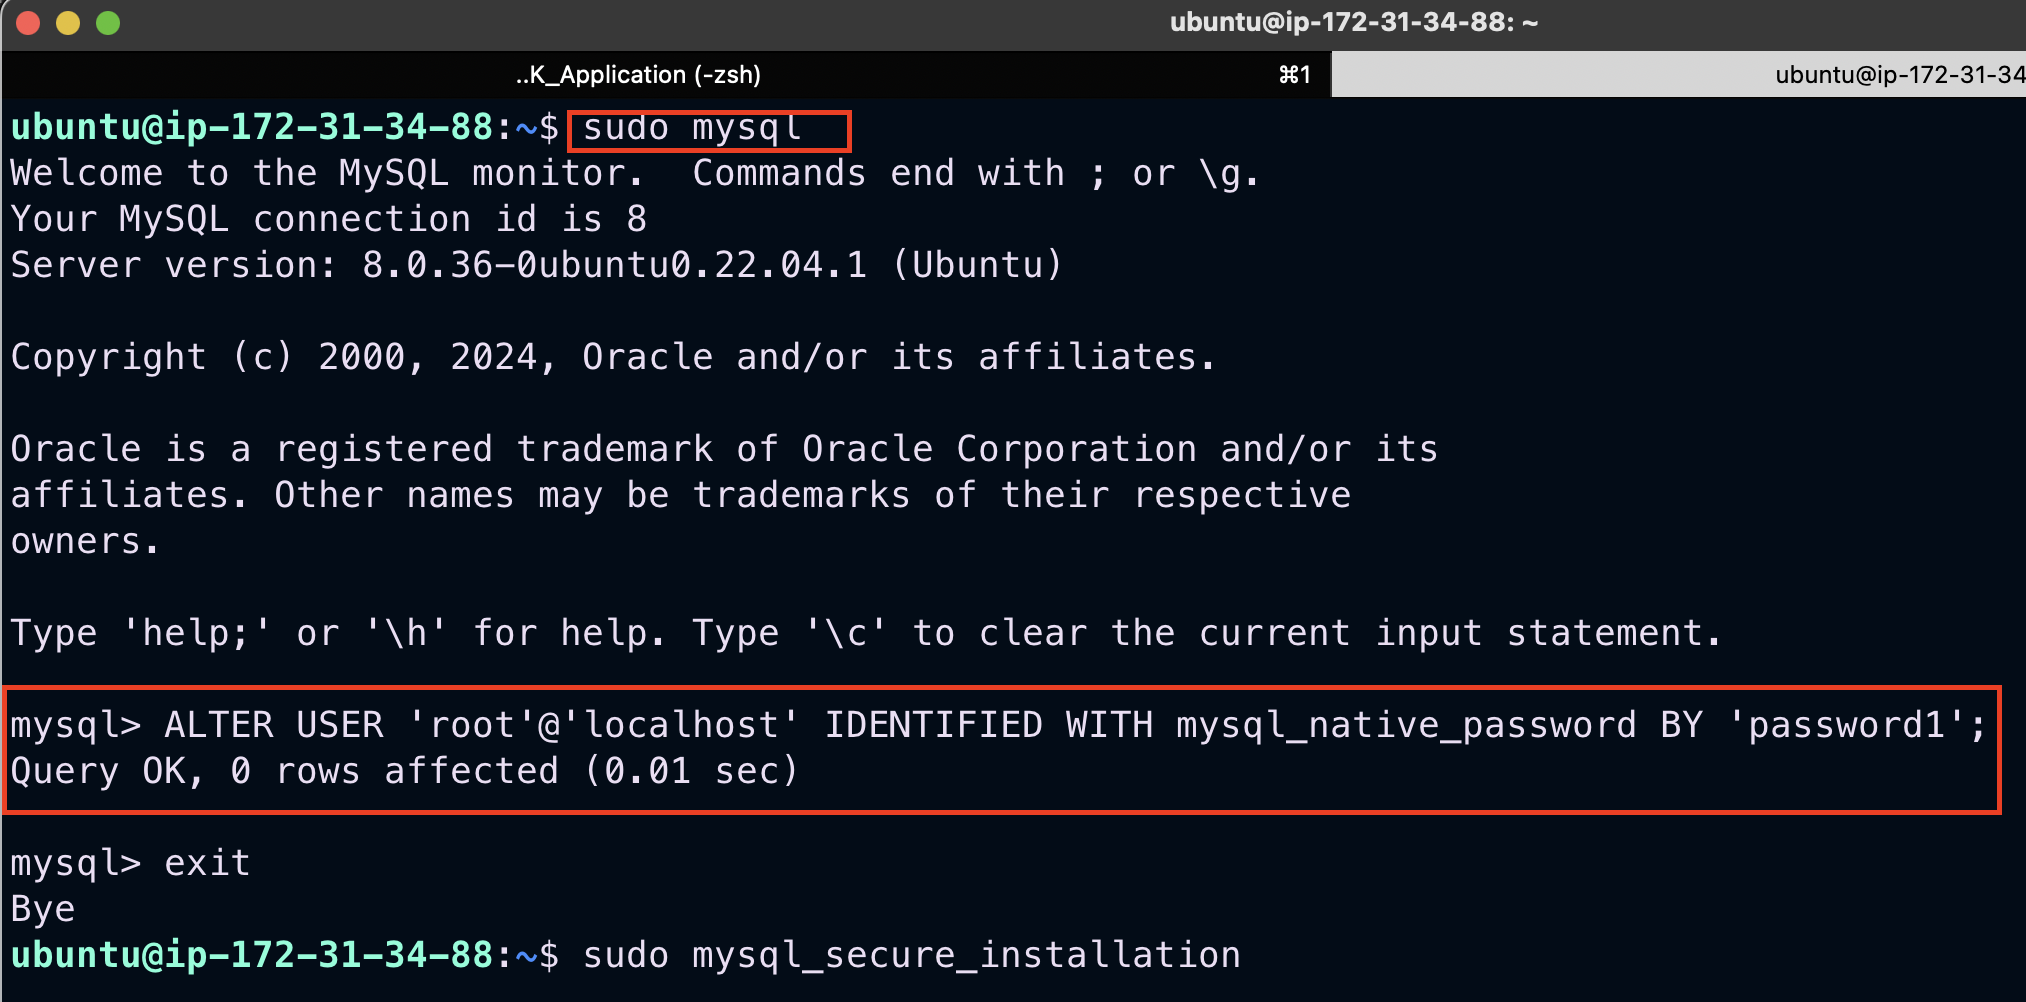 ubuntu@ip-172-31-34-88: ~
..K_Application (-zsh) ⌘1 ubuntu@ip-172-31-34
ubuntu@ip-172-31-34-88:~$ sudo mysql
Welcome to the MySQL monitor.  Commands end with ; or \g.
Your MySQL connection id is 8
Server version: 8.0.36-0ubuntu0.22.04.1 (Ubuntu)
Copyright (c) 2000, 2024, Oracle and/or its affiliates.
Oracle is a registered trademark of Oracle Corporation and/or its
affiliates. Other names may be trademarks of their respective
owners.
Type 'help;' or '\h' for help. Type '\c' to clear the current input statement.
mysql> ALTER USER 'root'@'localhost' IDENTIFIED WITH mysql_native_password BY 'password1';
Query OK, 0 rows affected (0.01 sec)
mysql> exit
Bye
ubuntu@ip-172-31-34-88:~$ sudo mysql_secure_installation